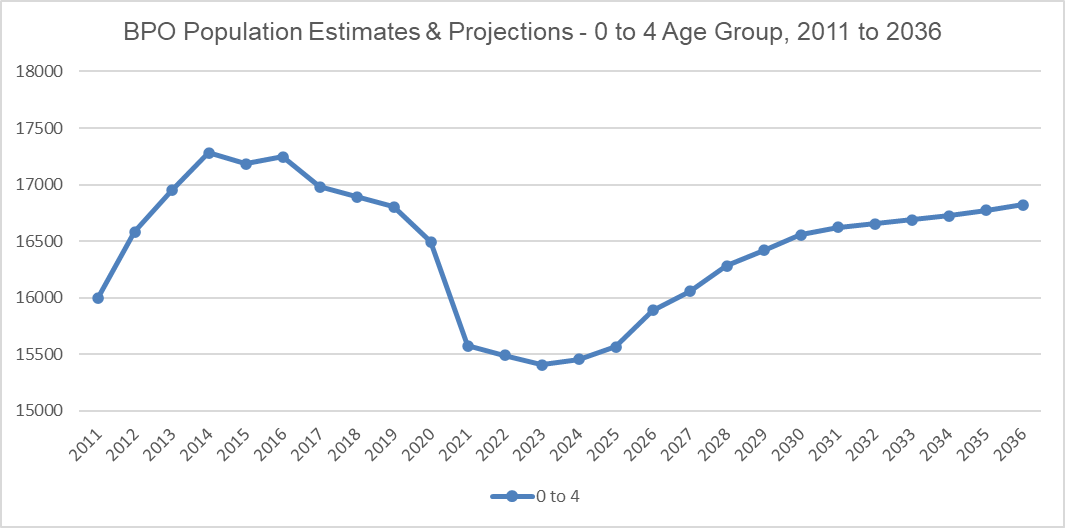 BPO Population Estimates & Projections - 0 to 4 Age Group, 2011 to 2036
18000
17500
17000
16500
16000
15500
15000
2011 2012 2013 2014 2015 2016 2017 2018 2019 2020 2021 2022 2023 2024 2025 2026 2027 2028 2029 2030 2031 2032 2033 2034 2035 2036
0 to 4